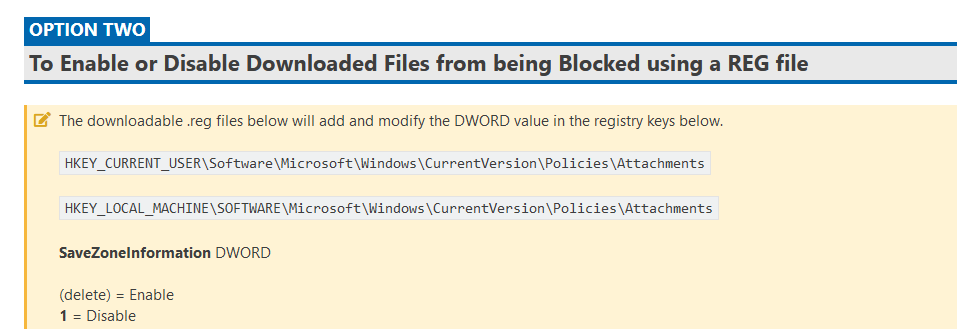 OPTION TWO
To Enable or Disable Downloaded Files from being Blocked using a REG file
The downloadable .reg files below will add and modify the DWORD value in the registry keys below.
HKEY_CURRENT_USER\Software\Microsoft\Windows\CurrentVersion\Policies\Attachments
HKEY_LOCAL_MACHINE\SOFTWARE\Microsoft\Windows\CurrentVersion\Policies\Attachments
SaveZoneInformation DWORD
(delete) = Enable
1 = Disable